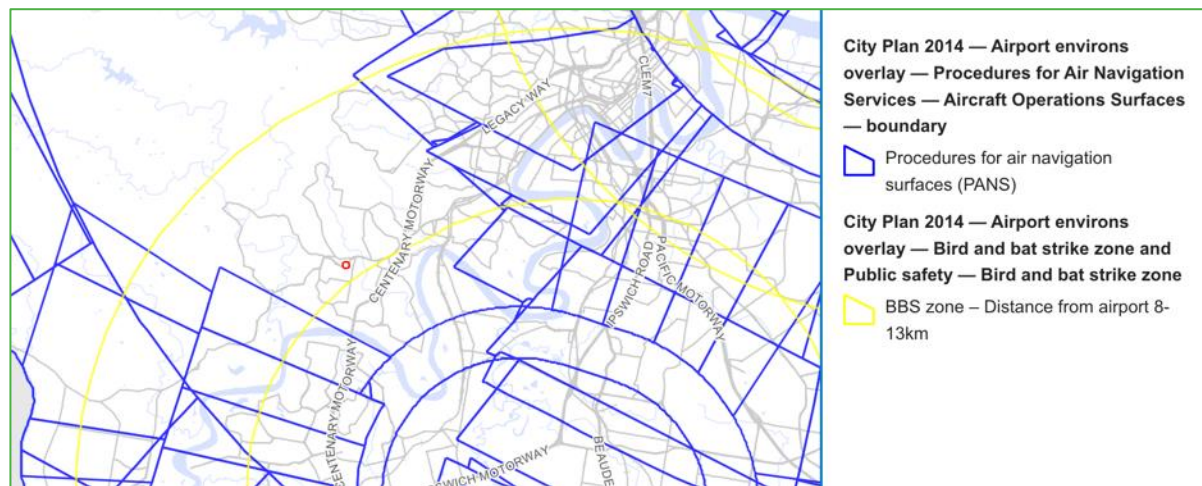 City Plan 2014 — Airport environs
overlay — Procedures for Air Navigation
Services — Aircraft Operations Surfaces
— boundary
Procedures for air navigation
surfaces (PANS)
City Plan 2014 — Airport environs
overlay — Bird and bat strike zone and
Public safety — Bird and bat strike zone
BBS zone – Distance from airport 8-
13km
CLEM7
LEGACY WAY
CENTENARY MOTORWAY
IPSWICH ROAD
PACIFIC MOTORWAY
CENTENARY MOTORWAY
SWICH MOTORWAY
BEAUDE